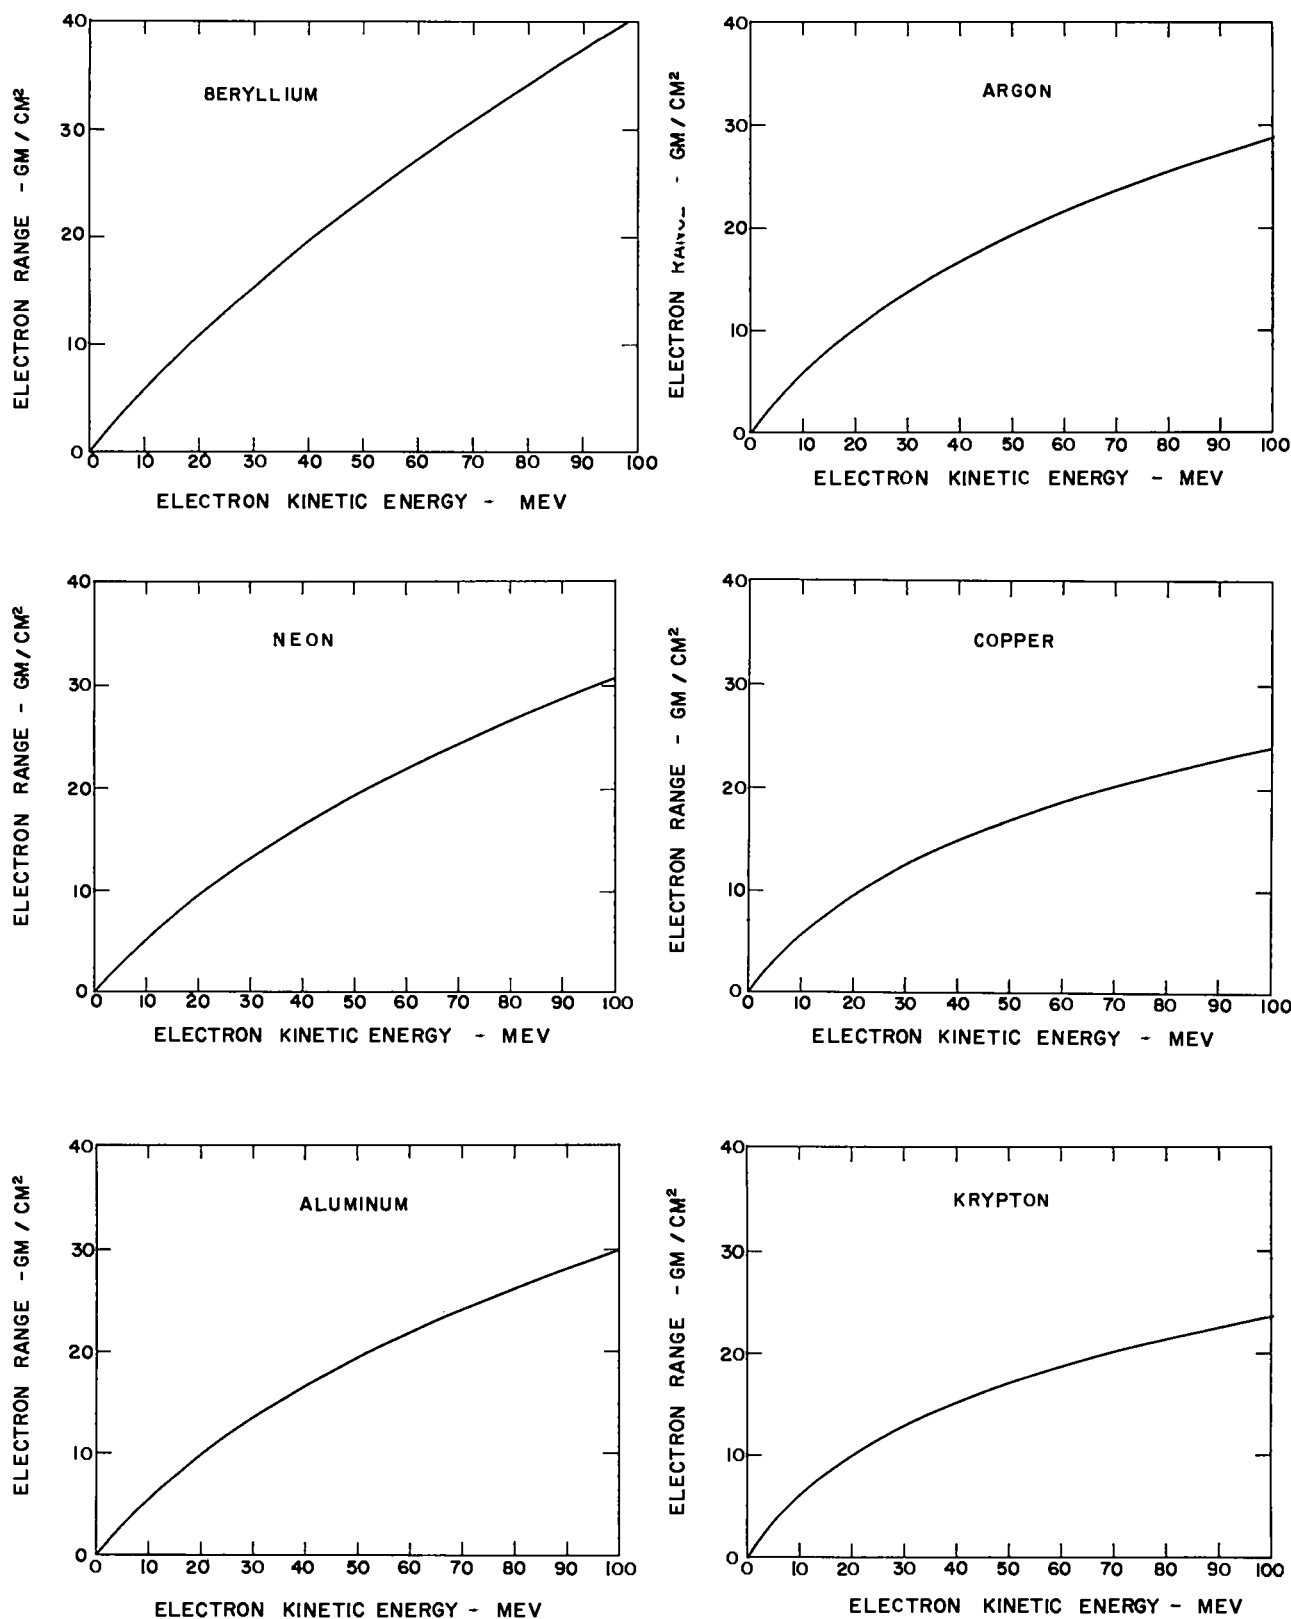 40
30
20
10
0
ELECTRON RANGE - GM / CM²
BERYLLIUM
0 10 20 30 40 50 60 70 80 90 100
ELECTRON KINETIC ENERGY - MEV
40
30
20
10
0
ELECTRON - GM / CM²
ARGON
0 10 20 30 40 50 60 70 80 90 100
ELECTRON KINETIC ENERGY - MEV
40
30
20
10
0
ELECTRON RANGE - GM / CM²
NEON
0 10 20 30 40 50 60 70 80 90 100
ELECTRON KINETIC ENERGY - MEV
40
30
20
10
0
ELECTRON RANGE - GM / CM²
COPPER
0 10 20 30 40 50 60 70 80 90 100
ELECTRON KINETIC ENERGY - MEV
40
30
20
10
0
ELECTRON RANGE - GM / CM²
ALUMINUM
0 10 20 30 40 50 60 70 80 90 100
ELECTRON KINETIC ENERGY - MEV
40
30
20
10
0
ELECTRON RANGE - GM / CM²
KRYPTON
0 10 20 30 40 50 60 70 80 90 100
ELECTRON KINETIC ENERGY - MEV